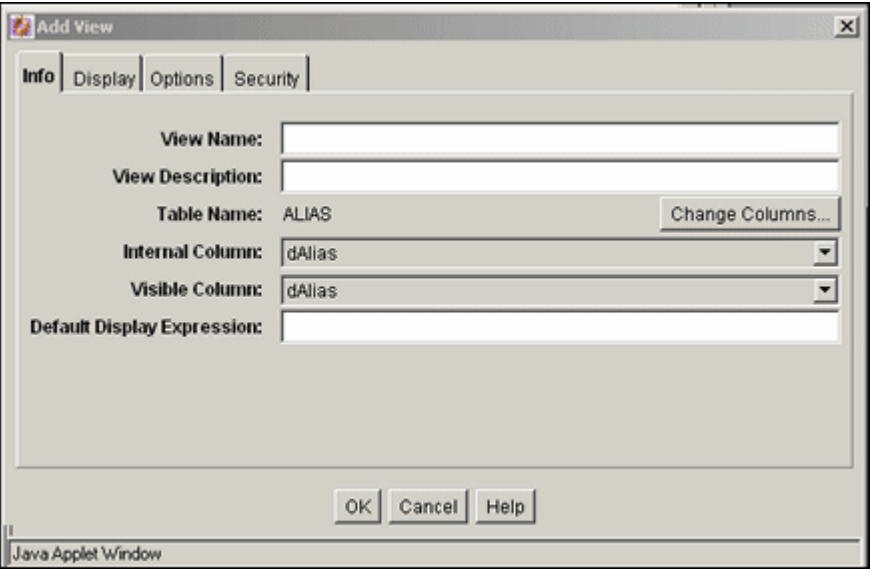 Add View
Info Display Options Security
View Name:
View Description:
Table Name: ALIAS Change Columns...
Internal Column: dAlias
Visible Column: dAlias
Default Display Expression:
OK Cancel Help
Java Applet Window